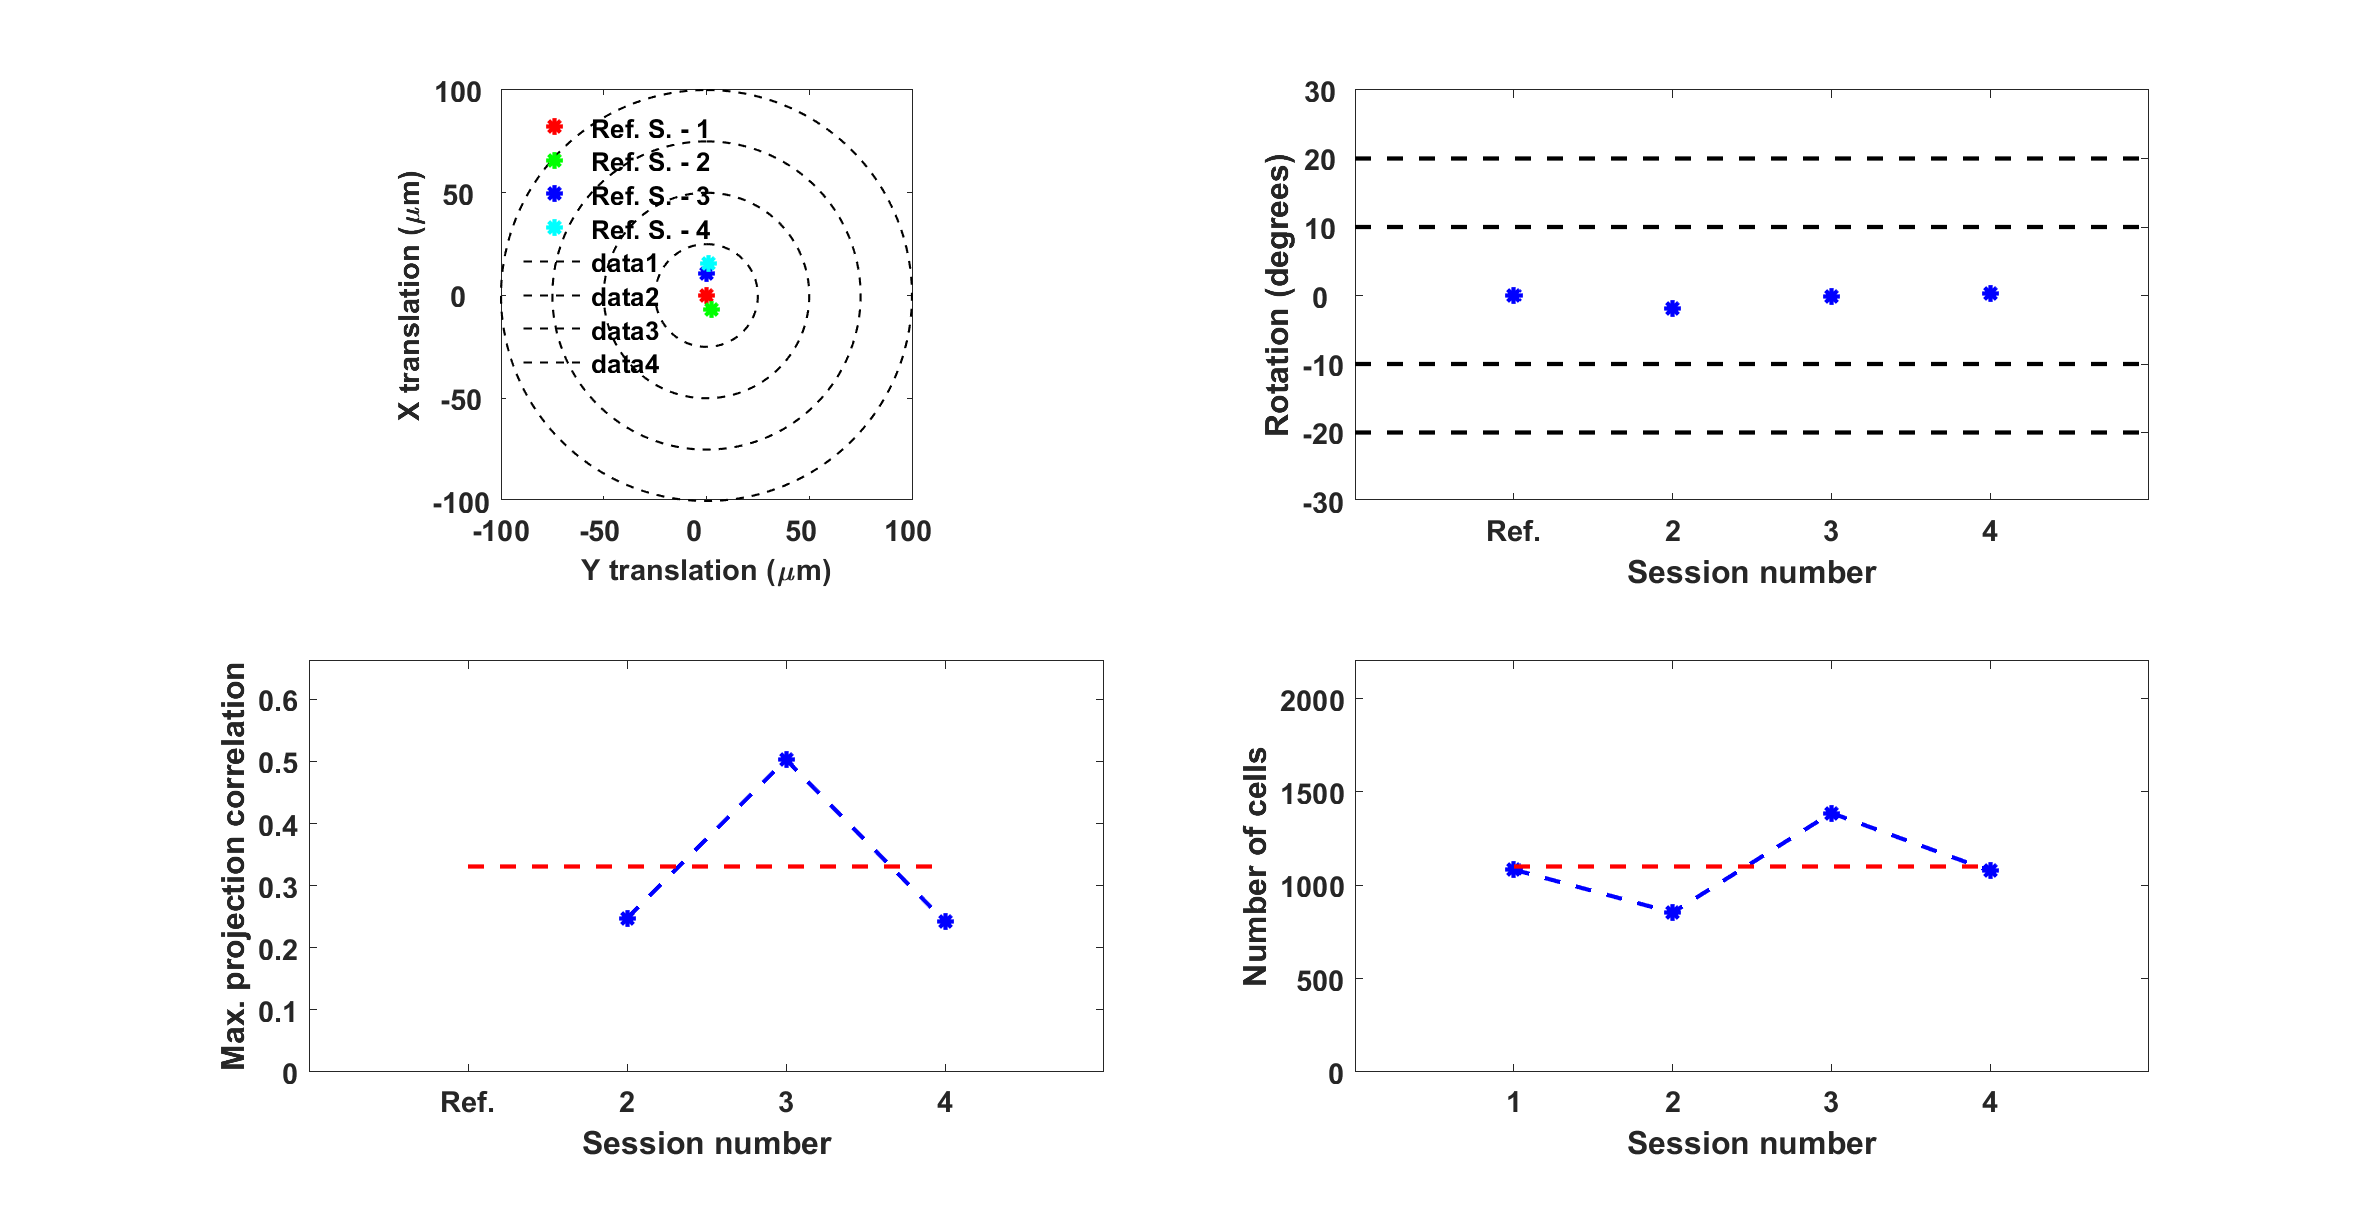 100
50
0
-50
-100
X translation (μm)
Ref. S. - 1
Ref. S. - 2
Ref. S. - 3
Ref. S. - 4
data1
data2
data3
data4
-100 -50 0 50 100
Y translation (μm)
30
20
10
0
-10
-20
-30
Rotation (degrees)
Ref. 2 3 4
Session number
0.6
0.5
0.4
0.3
0.2
0.1
0
Max. projection correlation
Ref. 2 3 4
Session number
2000
1500
1000
500
0
Number of cells
1 2 3 4
Session number